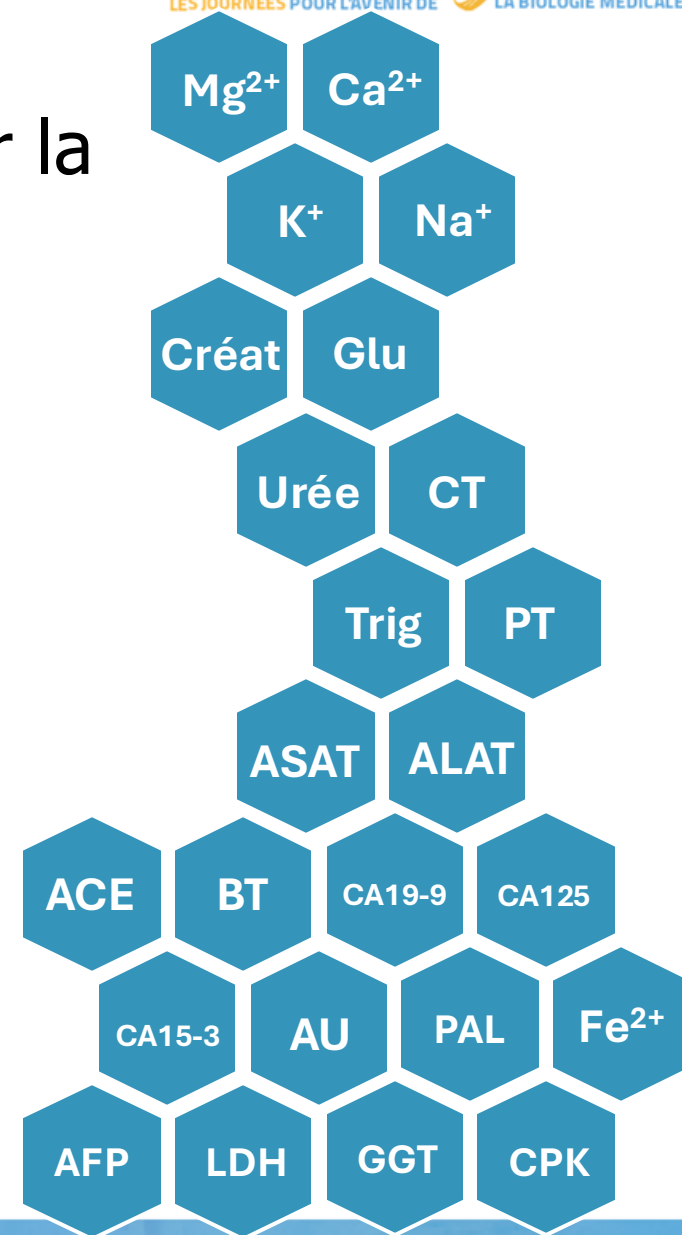 LES JOURNÉES POUR L'AVENIR DE LA BIOLOGIE MÉDICALE
r la
Mg²⁺ Ca²⁺
K⁺ Na⁺
Créat Glu
Urée CT
Trig PT
ASAT ALAT
ACE BT CA19-9 CA125
CA15-3 AU PAL Fe²⁺
AFP LDH GGT CPK